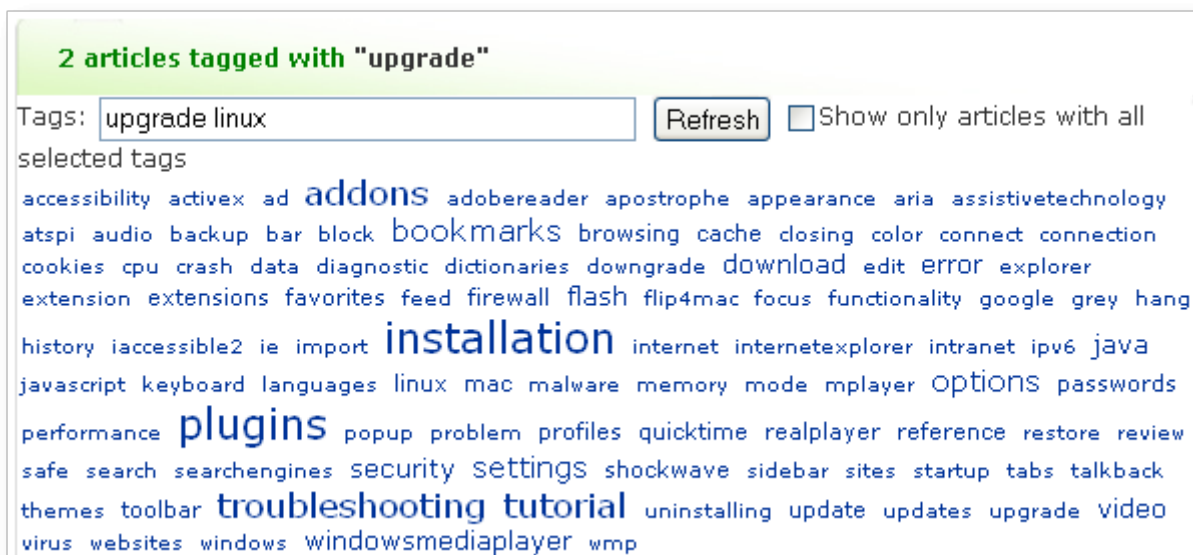 2 articles tagged with "upgrade"
Tags: upgrade linux Refresh Show only articles with all
selected tags
accessibility activex ad addons adobereader apostrophe appearance aria assistivetechnology
atspi audio backup bar block bookmarks browsing cache closing color connect connection
cookies cpu crash data diagnostic dictionaries downgrade download edit error explorer
extension extensions favorites feed firewall flash flip4mac focus functionality google grey hang
history iaccessible2 ie import installation internet internetexplorer intranet ipv6 java
javascript keyboard languages linux mac malware memory mode mplayer options passwords
performance plugins popup problem profiles quicktime realplayer reference restore review
safe search searchengines security settings shockwave sidebar sites startup tabs talkback
themes toolbar troubleshooting tutorial uninstalling update updates upgrade video
virus websites windows windowsmediaplayer wmp